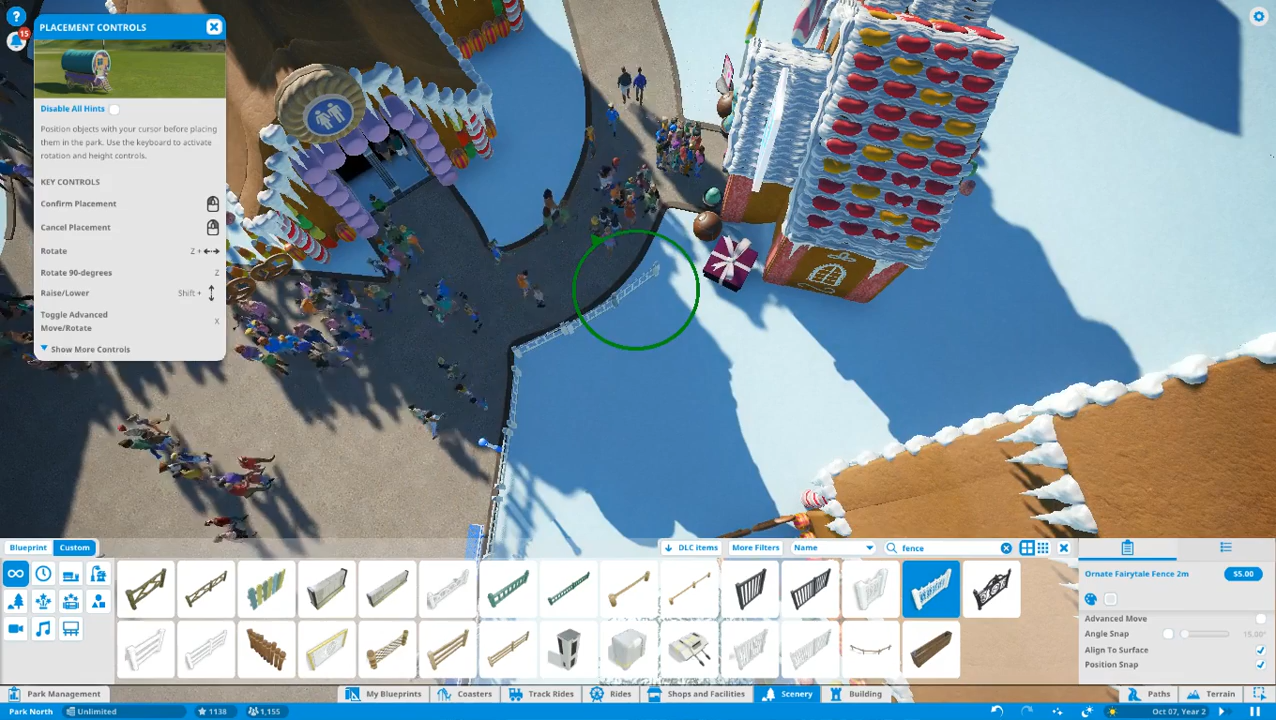 ?
15
PLACEMENT CONTROLS
Disable All Hints
Position objects with your cursor before placing
them in the park. Use the keyboard to activate
rotation and height controls.
KEY CONTROLS
Confirm Placement
Cancel Placement
Rotate Z +
Rotate 90-degrees Z
Raise/Lower Shift +
Toggle Advanced
Move/Rotate X
Show More Controls
Blueprint Custom DLC items More Filters Name fence
Ornate Fairytale Fence 2m $5.00
Advanced Move
Angle Snap 15.00°
Align To Surface
Position Snap
Park Management My Blueprints Coasters Track Rides Rides Shops and Facilities Scenery Building Paths Terrain
Park North Unlimited 1138 1,155 Oct 07, Year 2